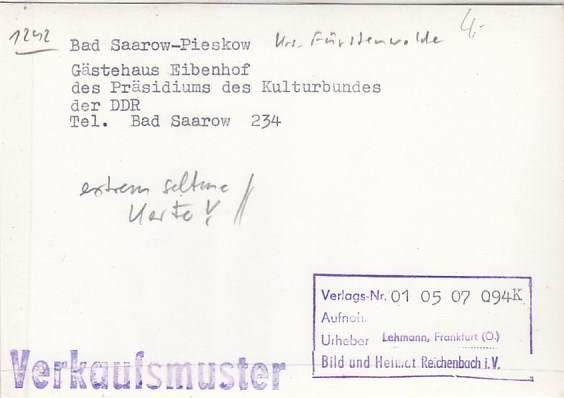 1242
Bad Saarow-Pieskow Krs. Fürstenwalde 4,-
Gästehaus Eibenhof
des Präsidiums des Kulturbundes
der DDR
Tel. Bad Saarow 234
extrem seltene
Karte!
Verlags-Nr. 01 05 07 094K
Aufnah.
Urheber Lehmann, Frankfurt (O.)
Bild und Heimat Reichenbach i.V.
Verkaufsmuster